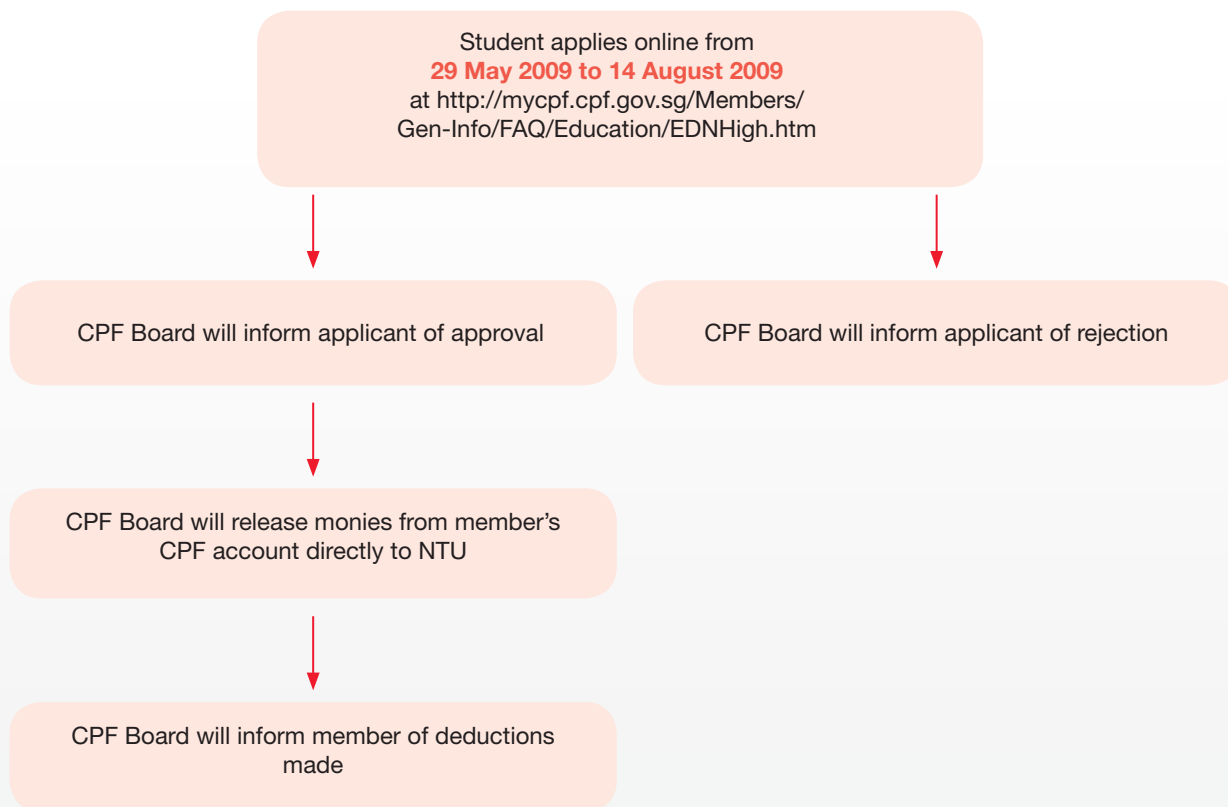 Student applies online from
29 May 2009 to 14 August 2009
at http://mycpf.cpf.gov.sg/Members/
Gen-Info/FAQ/Education/EDNHigh.htm
CPF Board will inform applicant of approval
CPF Board will inform applicant of rejection
CPF Board will release monies from member’s
CPF account directly to NTU
CPF Board will inform member of deductions
made